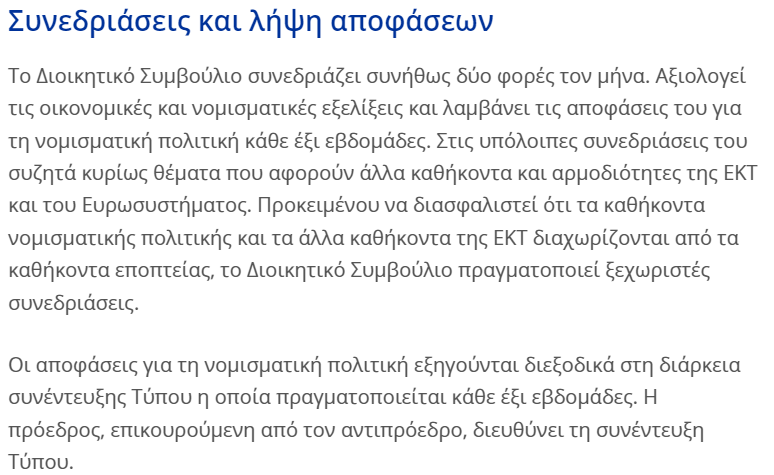 Συνεδριάσεις και λήψη αποφάσεων
Το Διοικητικό Συμβούλιο συνεδριάζει συνήθως δύο φορές τον μήνα. Αξιολογεί
τις οικονομικές και νομισματικές εξελίξεις και λαμβάνει τις αποφάσεις του για
τη νομισματική πολιτική κάθε έξι εβδομάδες. Στις υπόλοιπες συνεδριάσεις του
συζητά κυρίως θέματα που αφορούν άλλα καθήκοντα και αρμοδιότητες της ΕΚΤ
και του Ευρωσυστήματος. Προκειμένου να διασφαλιστεί ότι τα καθήκοντα
νομισματικής πολιτικής και τα άλλα καθήκοντα της ΕΚΤ διαχωρίζονται από τα
καθήκοντα εποπτείας, το Διοικητικό Συμβούλιο πραγματοποιεί ξεχωριστές
συνεδριάσεις.
Οι αποφάσεις για τη νομισματική πολιτική εξηγούνται διεξοδικά στη διάρκεια
συνέντευξης Τύπου η οποία πραγματοποιείται κάθε έξι εβδομάδες. Η
πρόεδρος, επικουρούμενη από τον αντιπρόεδρο, διευθύνει τη συνέντευξη
Τύπου.